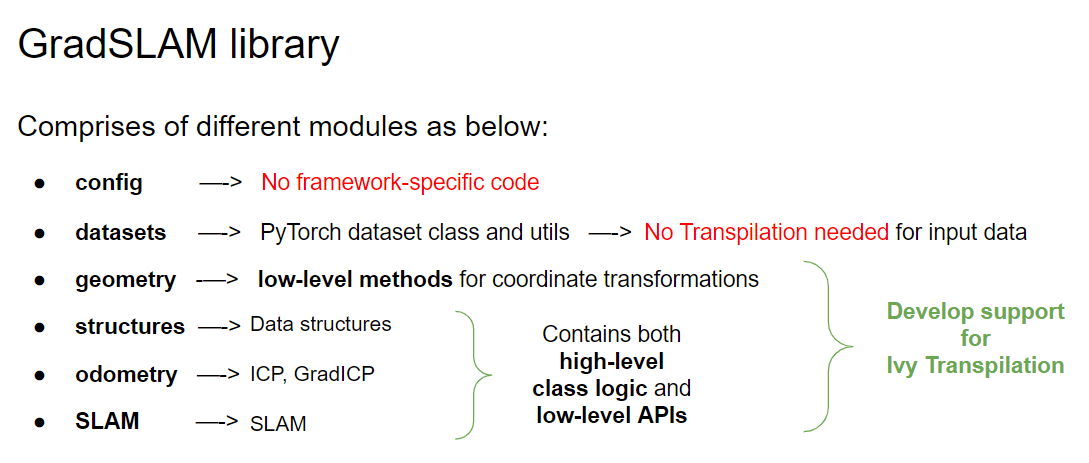 GradSLAM library
Comprises of different modules as below:
● config —-> No framework-specific code
● datasets —-> PyTorch dataset class and utils —-> No Transpilation needed for input data
● geometry -—> low-level methods for coordinate transformations
● structures —-> Data structures
● odometry —-> ICP, GradICP
● SLAM —-> SLAM
Contains both
high-level
class logic and
low-level APIs
Develop support
for
Ivy Transpilation